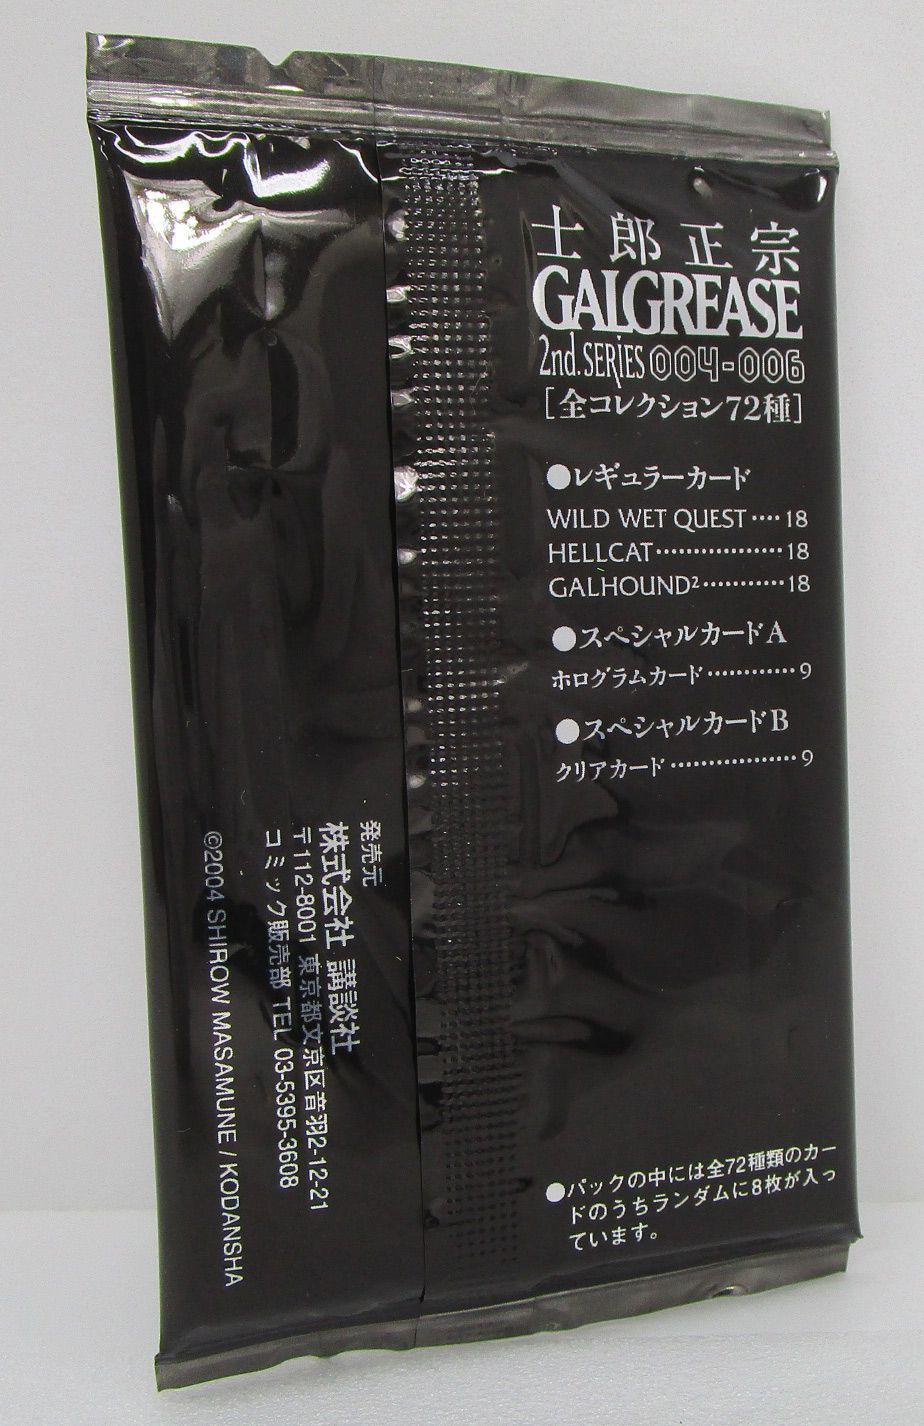 士郎正宗
GALGREASE
2nd. SERiES 004-006
［全コレクション72種］
●レギュラーカード
WILD WET QUEST‥‥18
HELLCAT‥‥‥‥‥‥‥‥18
GALHOUND²‥‥‥‥‥‥18
●スペシャルカードA
ホログラムカード‥‥‥‥‥‥9
●スペシャルカードB
クリアカード‥‥‥‥‥‥‥‥9
●パックの中には全72種類のカー
ドのうちランダムに8枚が入っ
ています。
発売元
株式会社 講談社
〒112-8001 東京都文京区音羽2-12-21
コミック販売部 TEL 03-5395-3608
©2004 SHIROW MASAMUNE / KODANSHA